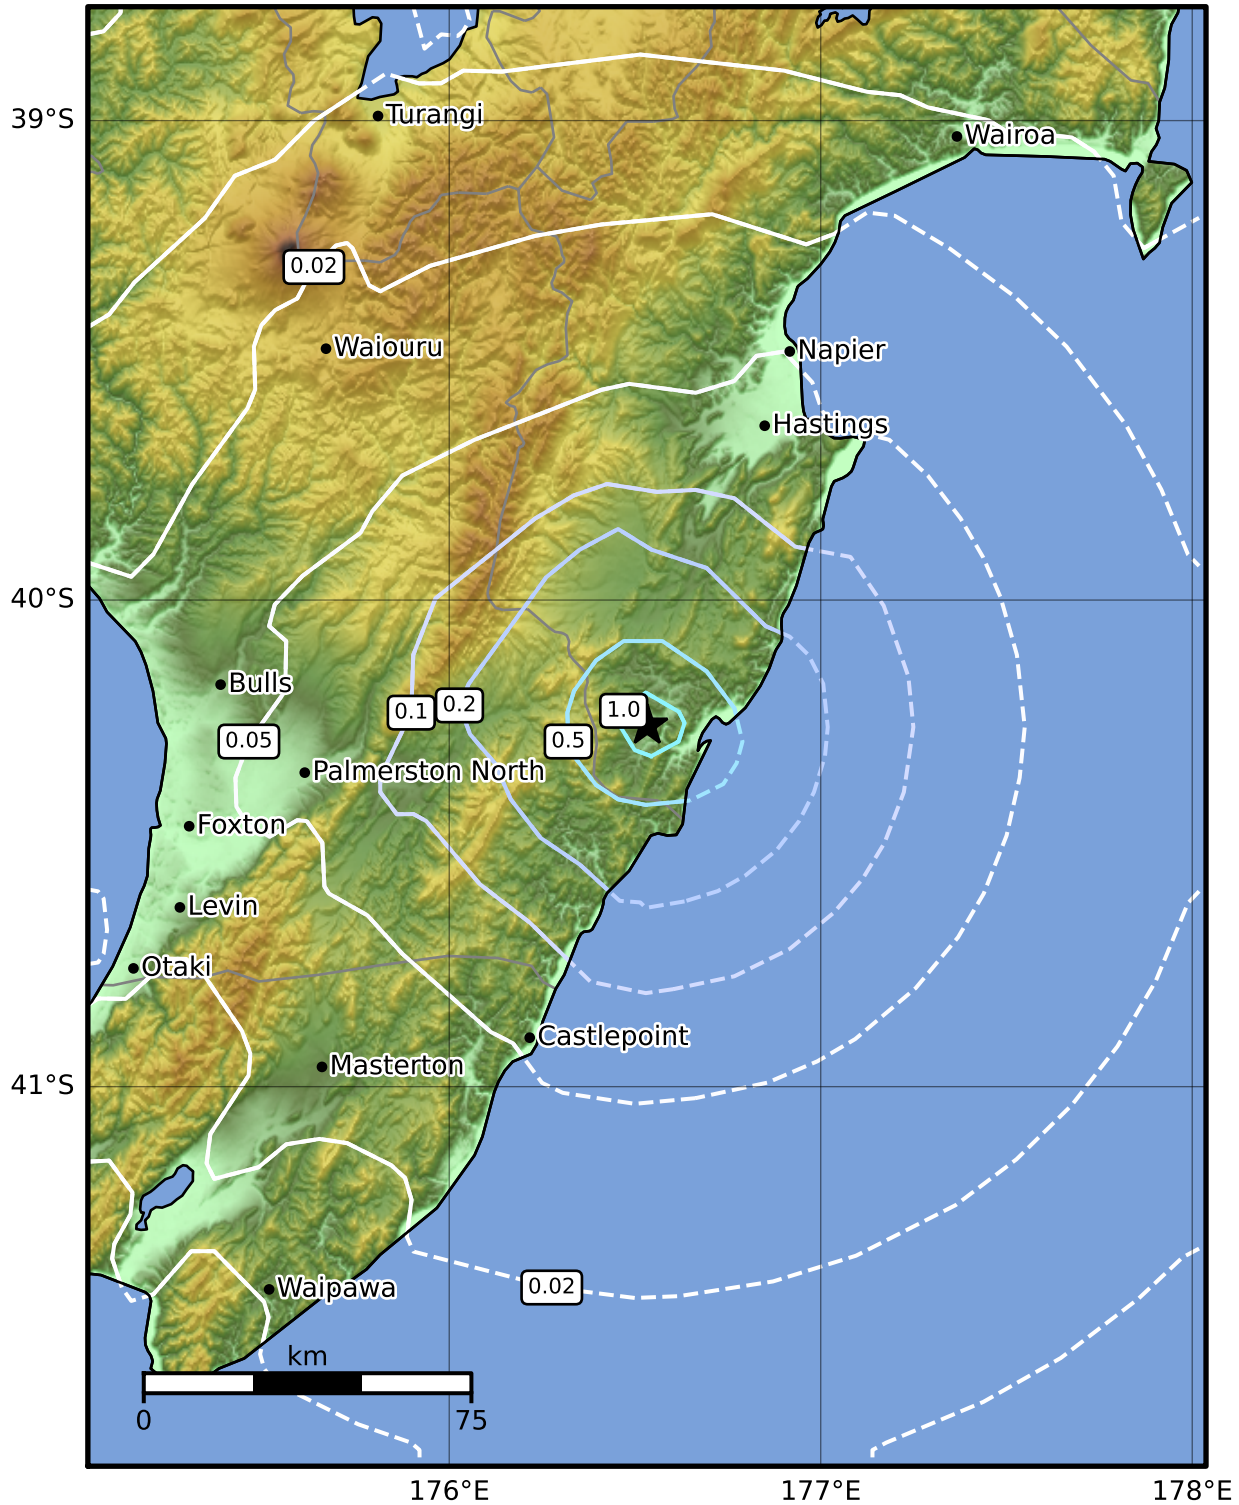 39°S
Turangi
Wairoa
0.02
Waiouru
Napier
Hastings
40°S
Bulls
0.1
0.2
1.0
0.05
0.5
Palmerston North
Foxton
Levin
Otaki
Castlepoint
Masterton
41°S
0.02
Waipawa
km
0
75
176°E
177°E
178°E